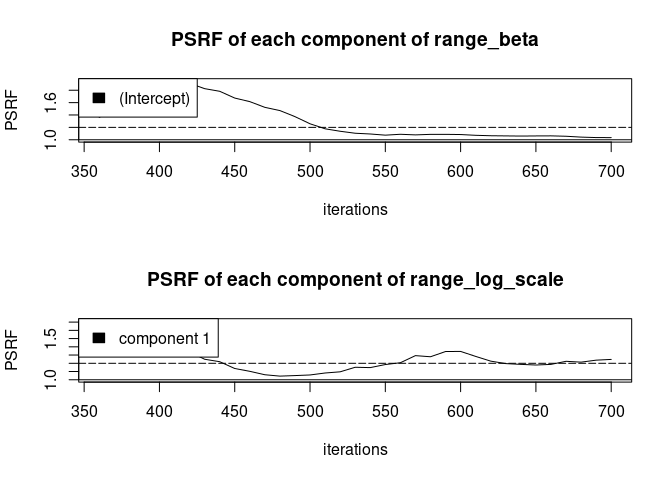 PSRF of each component of range_beta
(Intercept)
PSRF
1.6
1.0
350 400 450 500 550 600 650 700
iterations
PSRF of each component of range_log_scale
component 1
PSRF
1.5
1.0
350 400 450 500 550 600 650 700
iterations